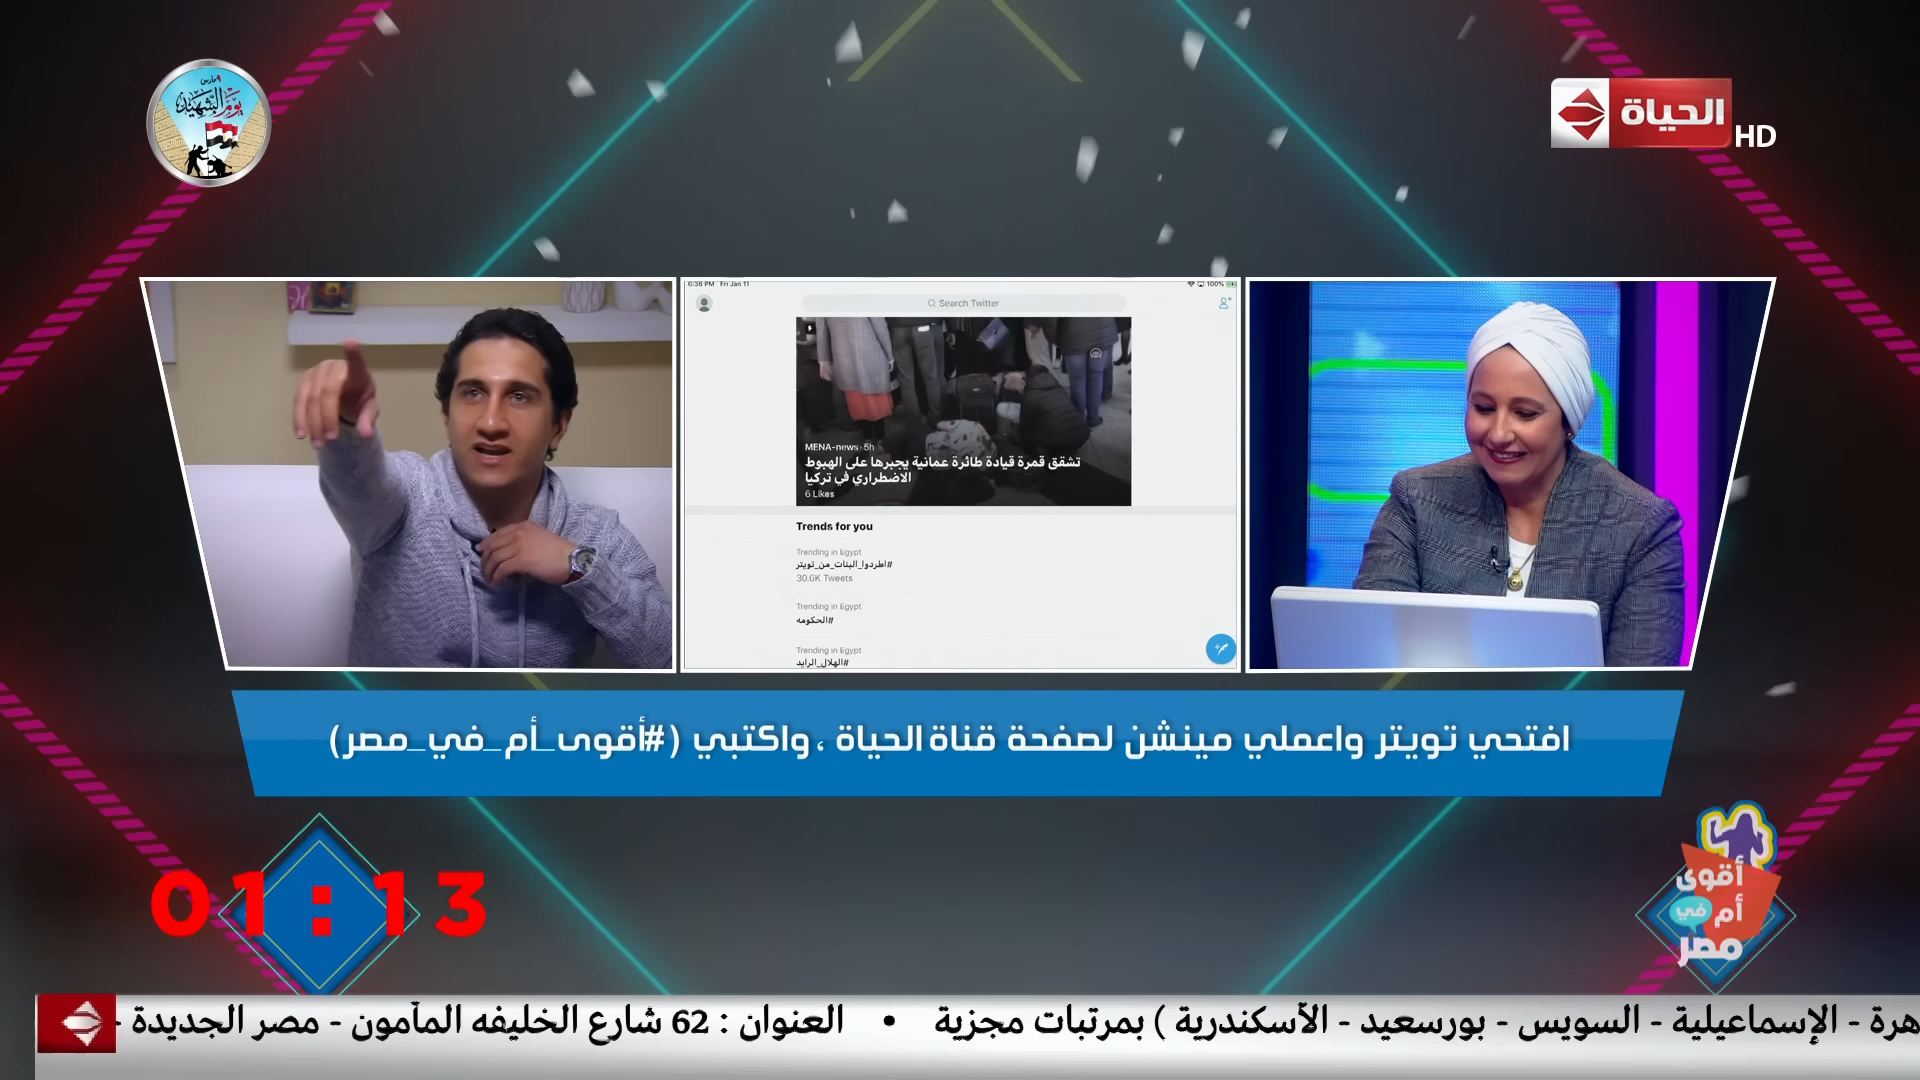 ٩ مارس
يوم الشهيد
الحياة
HD
6:36 PM Fri Jan 11
100%
Search Twitter
MENA-news · 5h
تشقق قمرة قيادة طائرة عمانية يجبرها على الهبوط
الاضطراري في تركيا
6 Likes
Trends for you
Trending in Egypt
#اطردوا_البنات_من_تويتر
30.6K Tweets
Trending in Egypt
#الحكومه
Trending in Egypt
#الهلال_الرايد
افتحي تويتر واعملي مينشن لصفحة قناة الحياة ، واكتبي (#أقوى_أم_في_مصر)
01:13
أقوى
أم في
مصر
هرة - الإسماعيلية - السويس - بورسعيد - الأسكندرية ) بمرتبات مجزية • العنوان : 62 شارع الخليفه المآمون - مصر الجديدة -